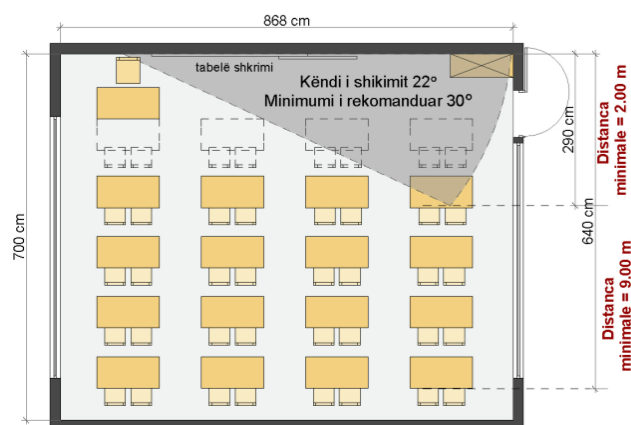 868 cm
tabelë shkrimi
Këndi i shikimit 22°
Minimumi i rekomanduar 30°
290 cm
Distanca
minimale = 2.00 m
700 cm
640 cm
Distanca
minimale = 9.00 m